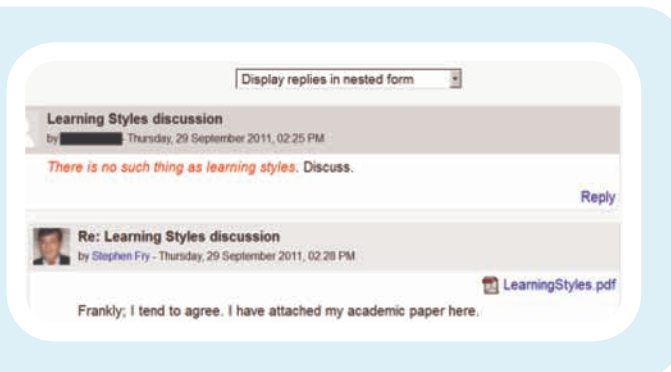 Display replies in nested form
Learning Styles discussion
by - Thursday, 29 September 2011, 02:25 PM
There is no such thing as learning styles. Discuss.
Reply
Re: Learning Styles discussion
by Stephen Fry - Thursday, 29 September 2011, 02:28 PM
LearningStyles.pdf
Frankly; I tend to agree. I have attached my academic paper here.